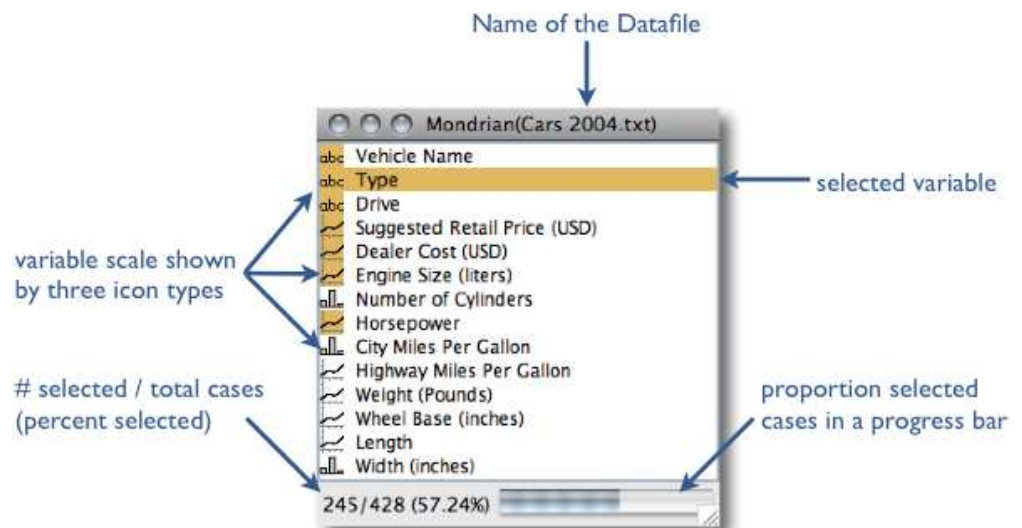 Name of the Datafile
Mondrian(Cars 2004.txt)
abc Vehicle Name
abc Type
selected variable
abc Drive
Suggested Retail Price (USD)
Dealer Cost (USD)
variable scale shown
by three icon types
Engine Size (liters)
Number of Cylinders
Horsepower
City Miles Per Gallon
Highway Miles Per Gallon
Weight (Pounds)
Wheel Base (inches)
Length
Width (inches)
# selected / total cases
(percent selected)
proportion selected
cases in a progress bar
245/428 (57.24%)